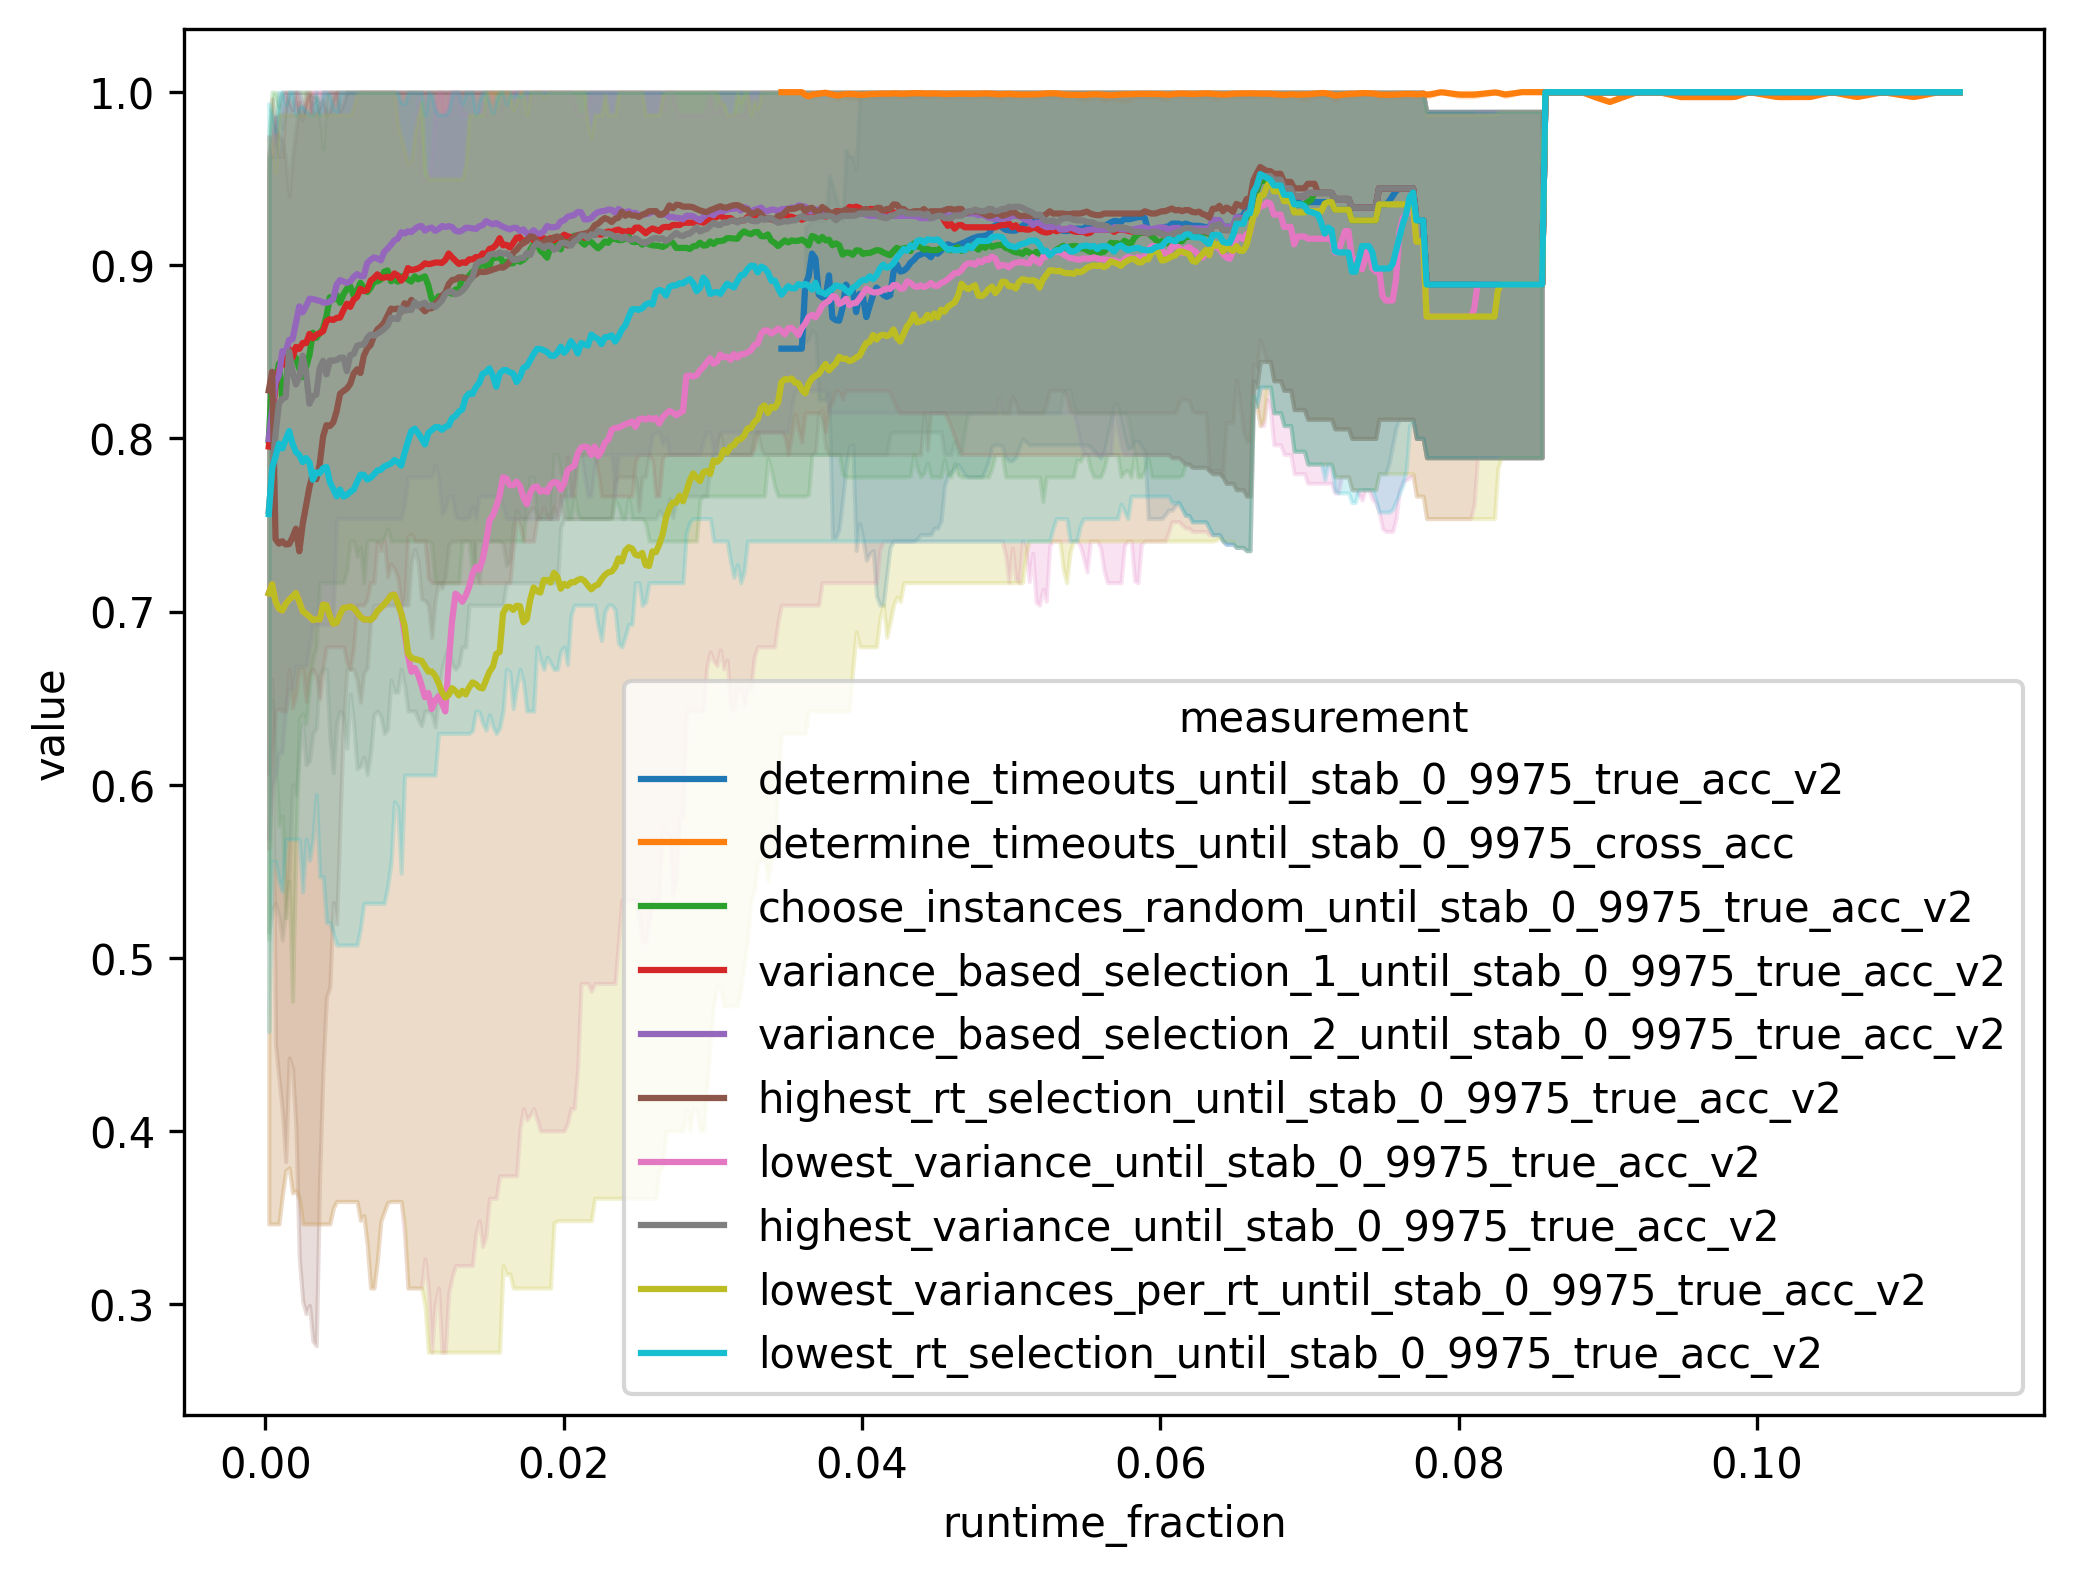 1.0
0.9
0.8
0.7
0.6
0.5
0.4
0.3
value
0.00 0.02 0.04 0.06 0.08 0.10
runtime_fraction
measurement
determine_timeouts_until_stab_0_9975_true_acc_v2
determine_timeouts_until_stab_0_9975_cross_acc
choose_instances_random_until_stab_0_9975_true_acc_v2
variance_based_selection_1_until_stab_0_9975_true_acc_v2
variance_based_selection_2_until_stab_0_9975_true_acc_v2
highest_rt_selection_until_stab_0_9975_true_acc_v2
lowest_variance_until_stab_0_9975_true_acc_v2
highest_variance_until_stab_0_9975_true_acc_v2
lowest_variances_per_rt_until_stab_0_9975_true_acc_v2
lowest_rt_selection_until_stab_0_9975_true_acc_v2